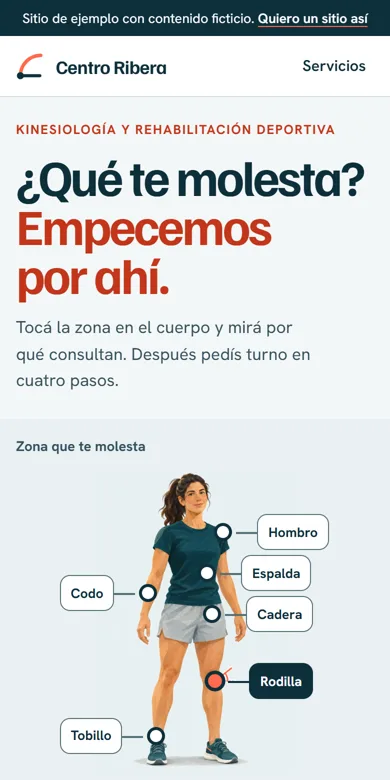 Sitio de ejemplo con contenido ficticio. Quiero un sitio así
Centro Ribera
Servicios
KINESIOLOGÍA Y REHABILITACIÓN DEPORTIVA
¿Qué te molesta?
Empecemos
por ahí.
Tocá la zona en el cuerpo y mirá por
qué consultan. Después pedís turno en
cuatro pasos.
Zona que te molesta
Hombro
Espalda
Codo
Cadera
Rodilla
Tobillo